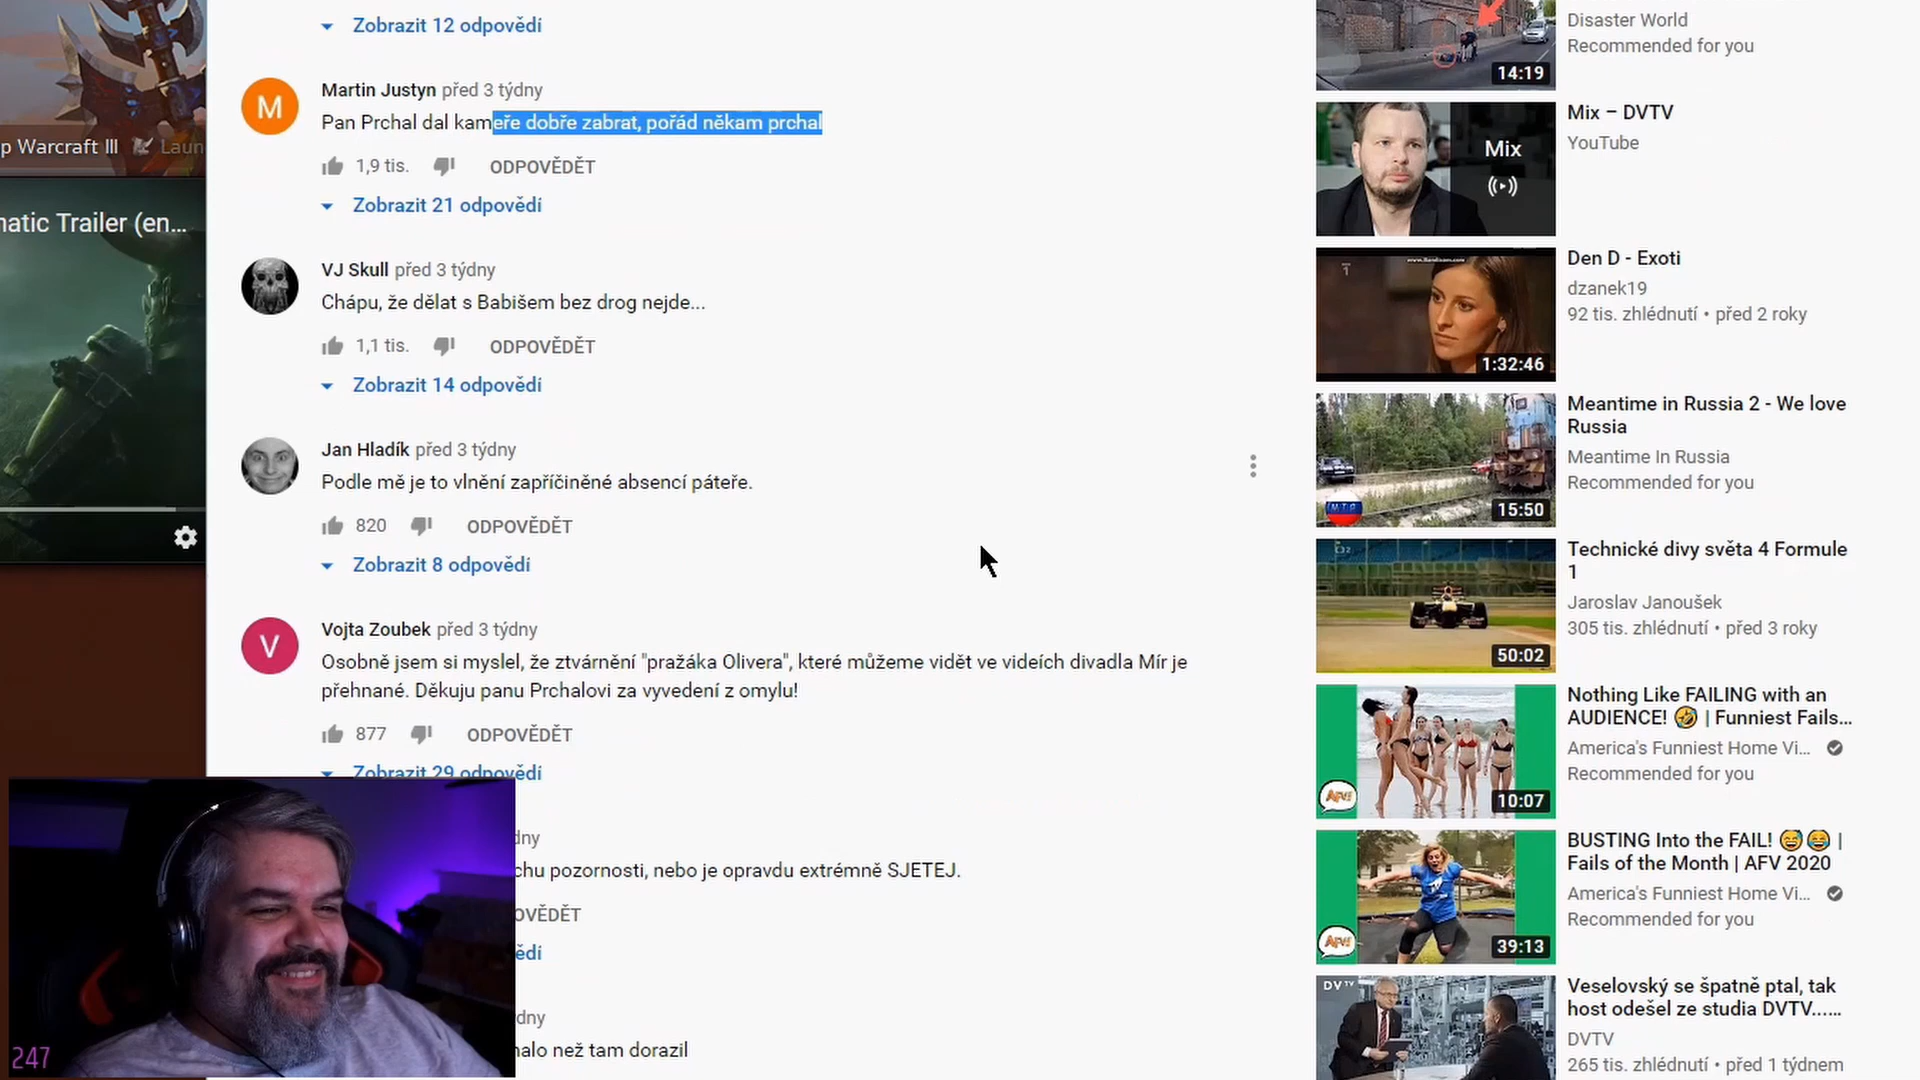 Zobrazit 12 odpovědí
Martin Justyn před 3 týdny
Pan Prchal dal kameře dobře zabrat, pořád někam prchal
1,9 tis. ODPOVĚDĚT
Zobrazit 21 odpovědí
VJ Skull před 3 týdny
Chápu, že dělat s Babišem bez drog nejde...
1,1 tis. ODPOVĚDĚT
Zobrazit 14 odpovědí
Jan Hladík před 3 týdny
Podle mě je to vlnění zapříčiněné absencí páteře.
820 ODPOVĚDĚT
Zobrazit 8 odpovědí
Vojta Zoubek před 3 týdny
Osobně jsem si myslel, že ztvárnění "pražáka Olivera", které můžeme vidět ve videích divadla Mír je
přehnané. Děkuju panu Prchalovi za vyvedení z omylu!
877 ODPOVĚDĚT
Zobrazit 29 odpovědí
dny
chu pozornosti, nebo je opravdu extrémně SJETEJ.
OVĚDĚT
ědí
dny
nalo než tam dorazil
p Warcraft III Laun
natic Trailer (en...
M
V
247
Disaster World
Recommended for you
14:19
Mix – DVTV
YouTube
Mix
Den D - Exoti
dzanek19
92 tis. zhlédnutí • před 2 roky
1:32:46
Meantime in Russia 2 - We love
Russia
Meantime In Russia
Recommended for you
15:50
Technické divy světa 4 Formule
1
Jaroslav Janoušek
305 tis. zhlédnutí • před 3 roky
50:02
Nothing Like FAILING with an
AUDIENCE! 🤣 | Funniest Fails...
America's Funniest Home Vi...
Recommended for you
AFV!
10:07
BUSTING Into the FAIL! 😅😂 |
Fails of the Month | AFV 2020
America's Funniest Home Vi...
Recommended for you
AFV!
39:13
Veselovský se špatně ptal, tak
host odešel ze studia DVTV......
DVTV
265 tis. zhlédnutí • před 1 týdnem
DVTV